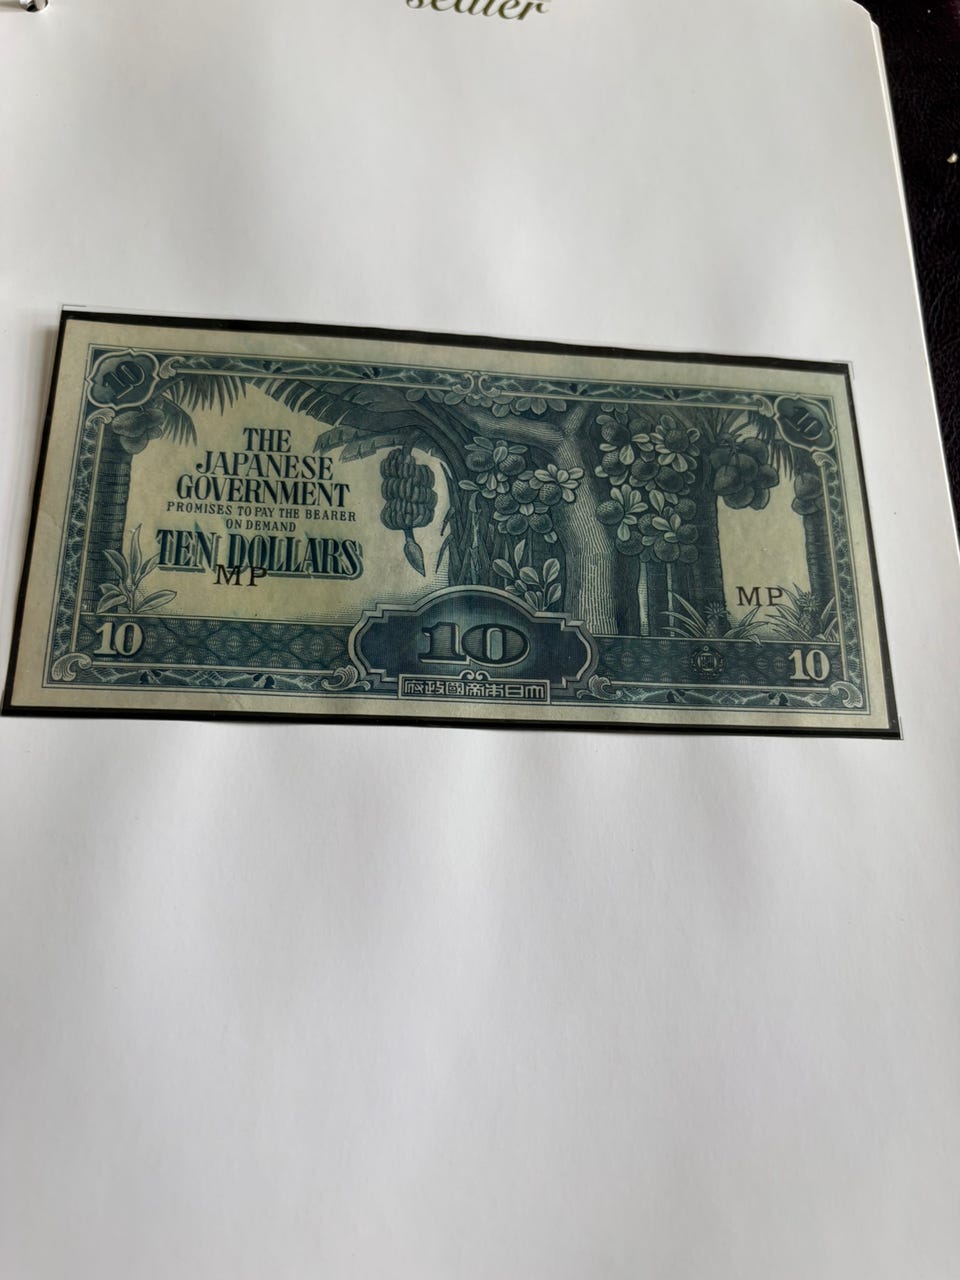 sealer
10
10
THE
JAPANESE
GOVERNMENT
PROMISES TO PAY THE BEARER
ON DEMAND
TEN DOLLARS
MP
MP
10
10
10
府政國帝本日大